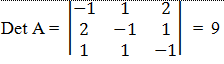 −1 1 2
Det A = 2 −1 1 = 9
1 1 −1